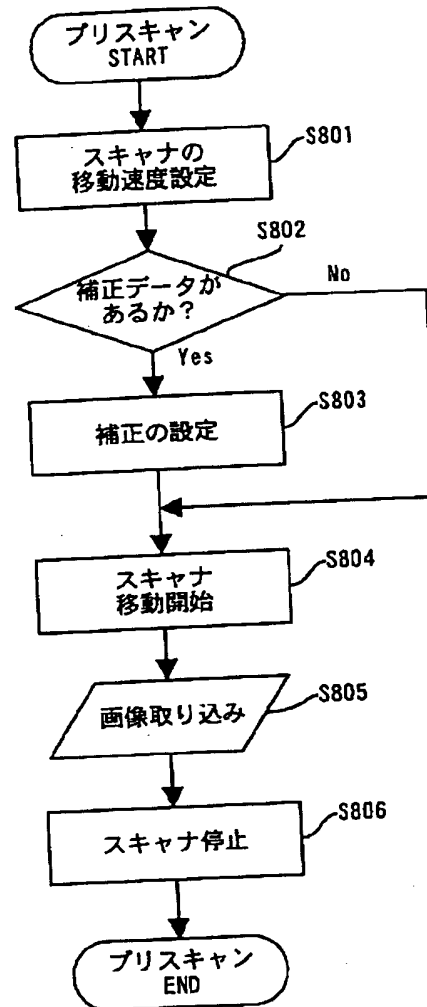 プリスキャン
START
スキャナの
移動速度設定
S801
補正データが
あるか？
S802
No
Yes
補正の設定
S803
スキャナ
移動開始
S804
画像取り込み
S805
スキャナ停止
S806
プリスキャン
END